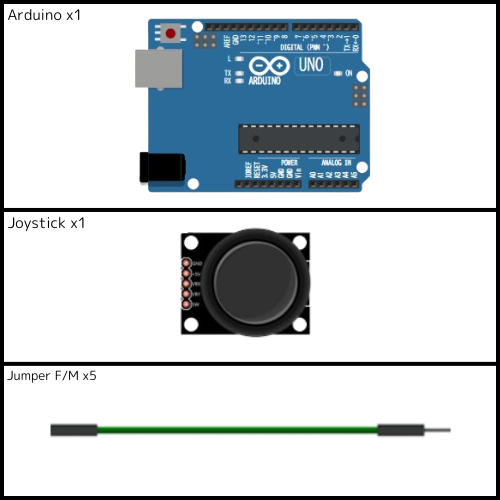 Arduino x1
AREF
GND
13
12
~11
~10
~9
8
7
~6
~5
4
~3
2
TX→1
RX←0
DIGITAL (PWM ~)
L
TX
RX
ARDUINO
UNO
ON
POWER
ANALOG IN
IOREF
RESET
3.3V
5V
GND
GND
Vin
A0
A1
A2
A3
A4
A5
Joystick x1
GND
+5V
VRX
VRY
SW
Jumper F/M x5